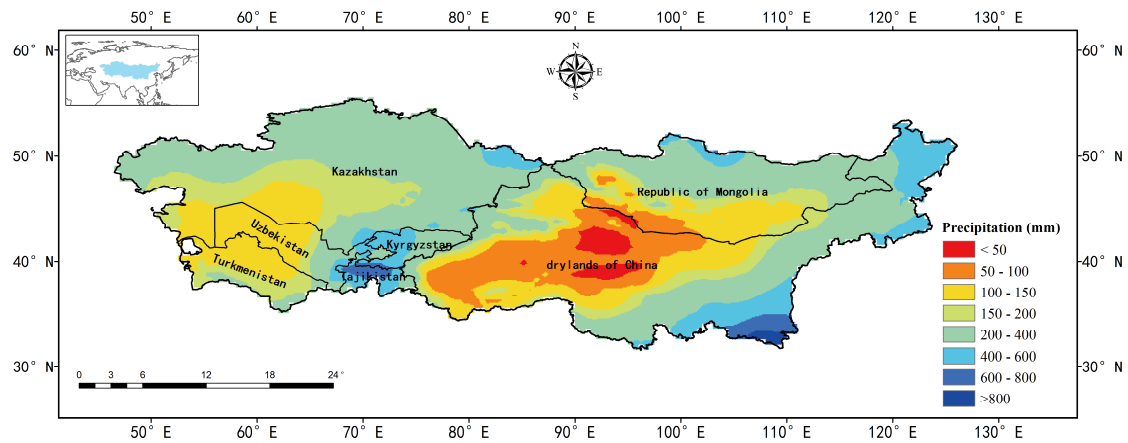 50° E 60° E 70° E 80° E 90° E 100° E 110° E 120° E 130° E
60° N 60° N
N
W E
S
50° N 50° N
Kazakhstan
Republic of Mongolia
Uzbekistan
Kyrgyzstan
Precipitation (mm)
< 50
40° N 40° N
drylands of China
Turkmenistan
Tajikistan
50 - 100
100 - 150
150 - 200
200 - 400
400 - 600
30° N 30° N
0 3 6 12 18 24°
600 - 800
>800
50° E 60° E 70° E 80° E 90° E 100° E 110° E 120° E 130° E